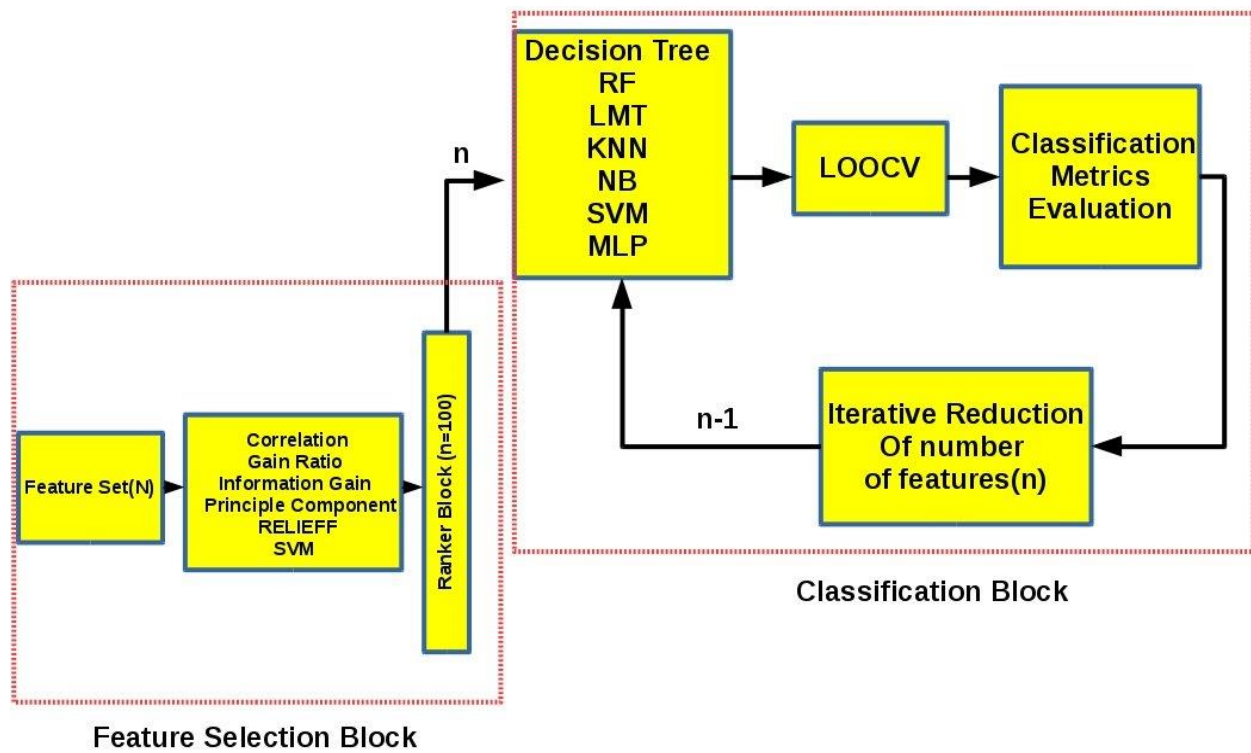 Feature Set(N)
Correlation
Gain Ratio
Information Gain
Principle Component
RELIEFF
SVM
Ranker Block (n=100)
Feature Selection Block
n
Decision Tree
RF
LMT
KNN
NB
SVM
MLP
LOOCV
Classification
Metrics
Evaluation
Iterative Reduction
Of number
of features(n)
n-1
Classification Block